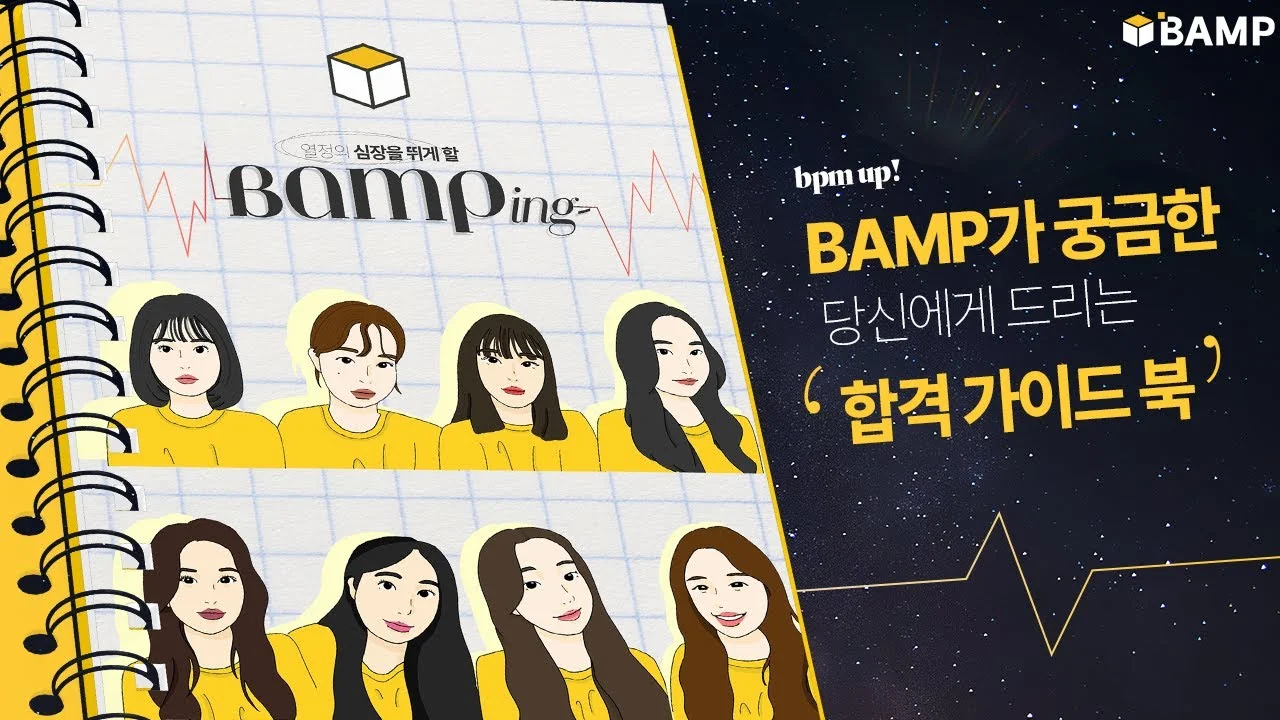 열정의 심장을 뛰게 할
BAMPing
BAMP
bpm up!
BAMP가 궁금한
당신에게 드리는
‘합격 가이드 북’